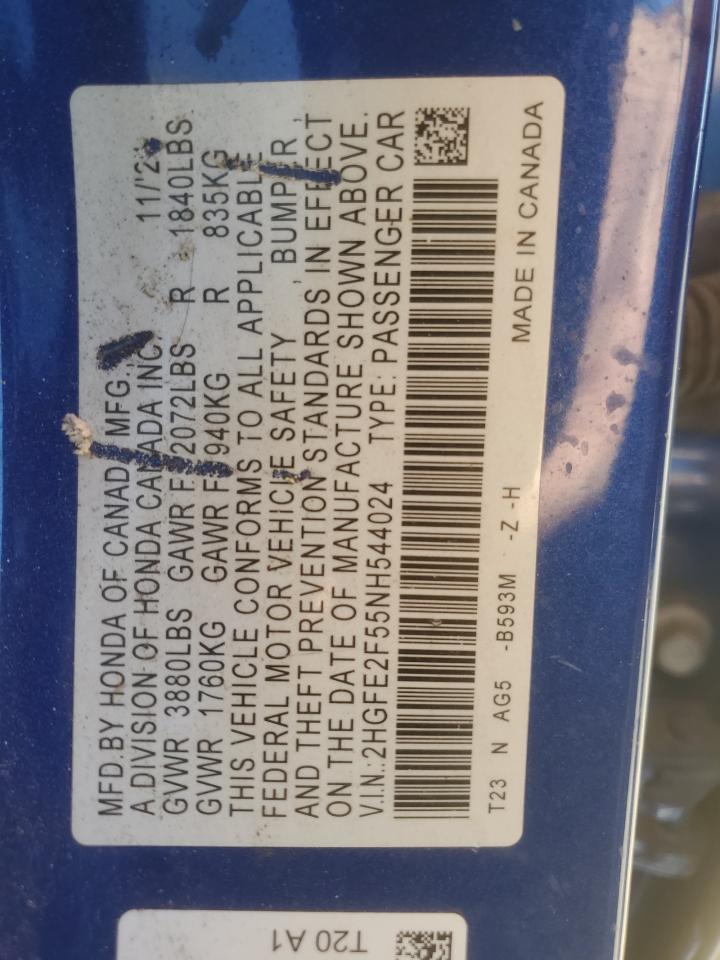 MFD.BY HONDA OF CANADA MFG.,
A DIVISION OF HONDA CANADA INC. 11/'2
GVWR 3880LBS GAWR F 2072LBS R 1840LBS
GVWR 1760KG GAWR F 940KG R 835KG
THIS VEHICLE CONFORMS TO ALL APPLICABLE
FEDERAL MOTOR VEHICLE SAFETY , BUMPER ,
AND THEFT PREVENTION STANDARDS IN EFFECT
ON THE DATE OF MANUFACTURE SHOWN ABOVE.
V.I.N.: 2HGFE2F55NH544024 TYPE: PASSENGER CAR
MADE IN CANADA
T23 N AG5 -B593M -Z -H
T20 A1